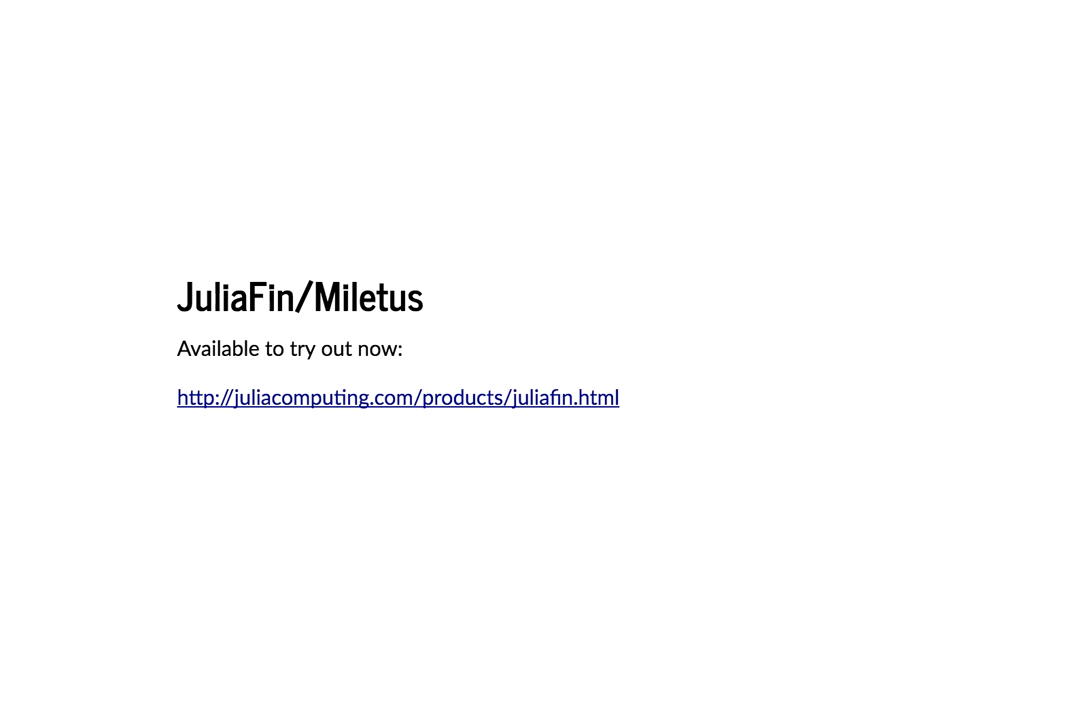 JuliaFin/Miletus
Available to try out now:
http://juliacomputing.com/products/juliafin.html